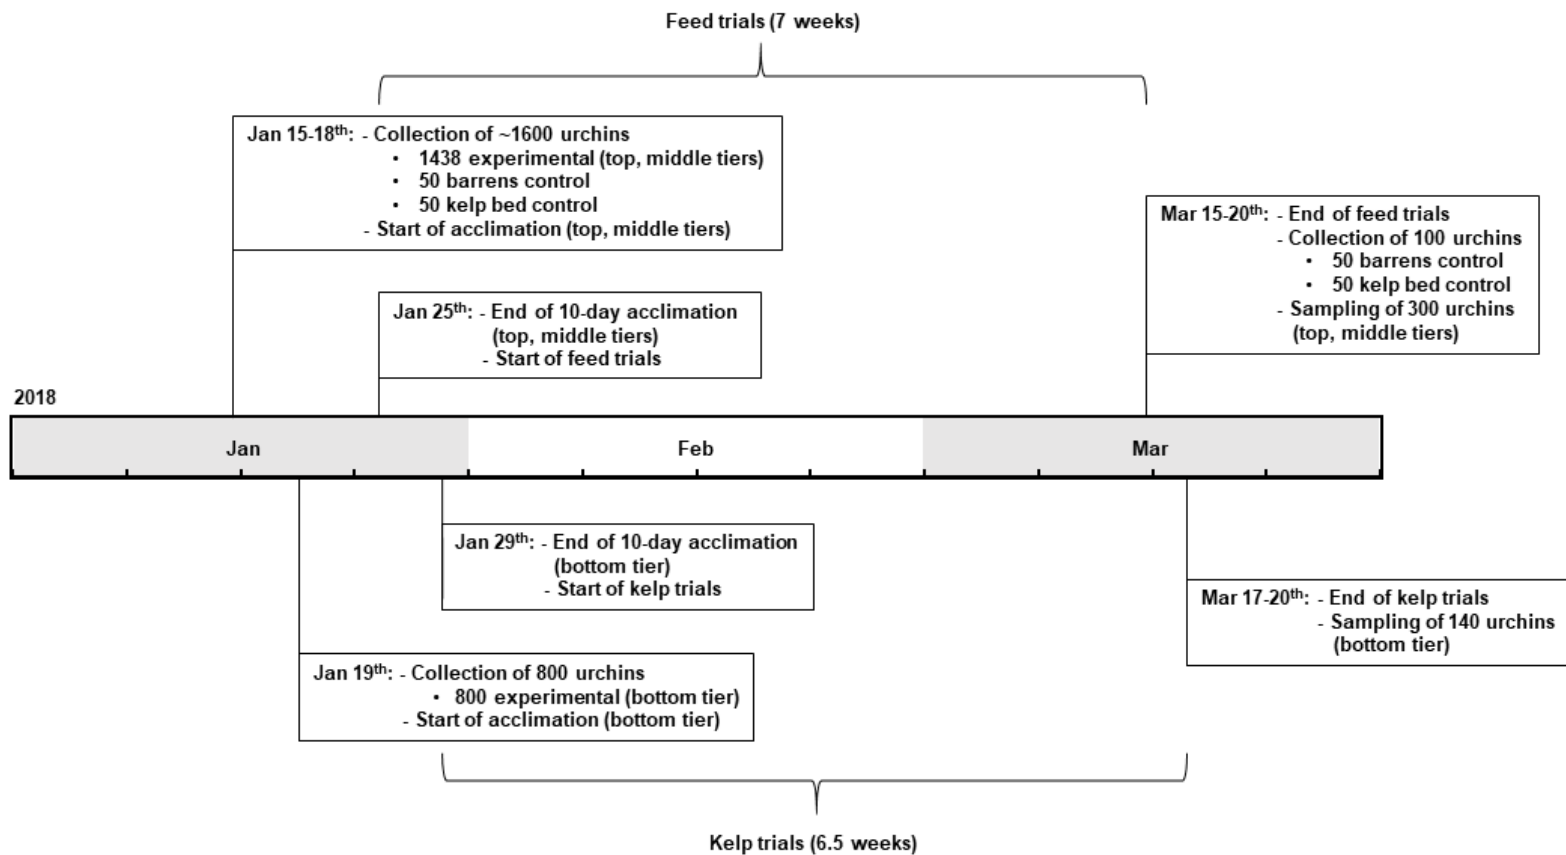 Feed trials (7 weeks)
Jan 15-18th: - Collection of ~1600 urchins
• 1438 experimental (top, middle tiers)
• 50 barrens control
• 50 kelp bed control
- Start of acclimation (top, middle tiers)
Mar 15-20th: - End of feed trials
- Collection of 100 urchins
• 50 barrens control
• 50 kelp bed control
- Sampling of 300 urchins
(top, middle tiers)
Jan 25th: - End of 10-day acclimation
(top, middle tiers)
- Start of feed trials
2018
Jan
Feb
Mar
Jan 29th: - End of 10-day acclimation
(bottom tier)
- Start of kelp trials
Mar 17-20th: - End of kelp trials
- Sampling of 140 urchins
(bottom tier)
Jan 19th: - Collection of 800 urchins
• 800 experimental (bottom tier)
- Start of acclimation (bottom tier)
Kelp trials (6.5 weeks)